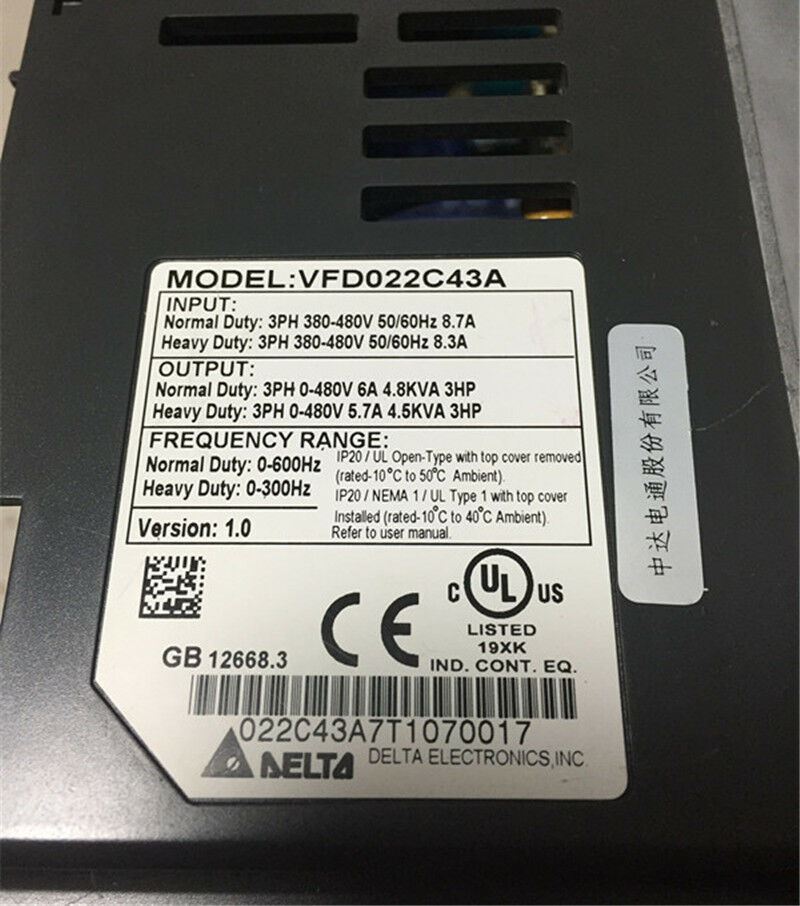 MODEL:VFD022C43A
INPUT:
Normal Duty: 3PH 380-480V 50/60Hz 8.7A
Heavy Duty: 3PH 380-480V 50/60Hz 8.3A
OUTPUT:
Normal Duty: 3PH 0-480V 6A 4.8KVA 3HP
Heavy Duty: 3PH 0-480V 5.7A 4.5KVA 3HP
FREQUENCY RANGE:
Normal Duty: 0-600Hz
Heavy Duty: 0-300Hz
IP20 / UL Open-Type with top cover removed
(rated-10°C to 50°C Ambient).
IP20 / NEMA 1 / UL Type 1 with top cover
Installed (rated-10°C to 40°C Ambient).
Refer to user manual.
Version: 1.0
C UL US
LISTED
19XK
IND. CONT. EQ.
CE
GB 12668.3
022C43A7T1070017
DELTA
DELTA ELECTRONICS,INC.
中达电通股份有限公司